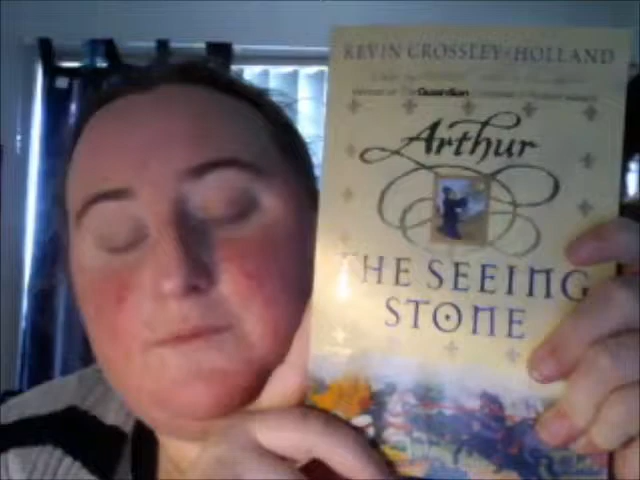 KEVIN CROSSLEY-HOLLAND
Guardian
Arthur
THE SEEING
STONE